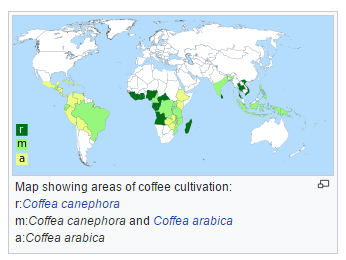 r
m
a
Map showing areas of coffee cultivation:
r:Coffea canephora
m:Coffea canephora and Coffea arabica
a:Coffea arabica